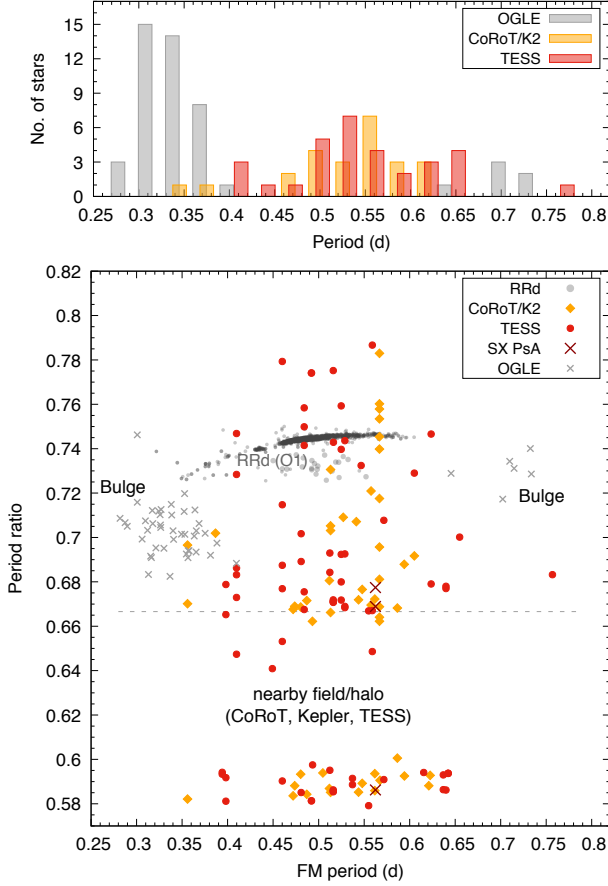 No. of stars
15
12
9
6
3
0
OGLE
CoRoT/K2
TESS
0.25 0.3 0.35 0.4 0.45 0.5 0.55 0.6 0.65 0.7 0.75 0.8
Period (d)
Period ratio
0.82
0.8
0.78
0.76
0.74
0.72
0.7
0.68
0.66
0.64
0.62
0.6
0.58
RRd
CoRoT/K2
TESS
SX PsA
OGLE
RRd (O1)
Bulge
Bulge
nearby field/halo
(CoRoT, Kepler, TESS)
0.25 0.3 0.35 0.4 0.45 0.5 0.55 0.6 0.65 0.7 0.75 0.8
FM period (d)